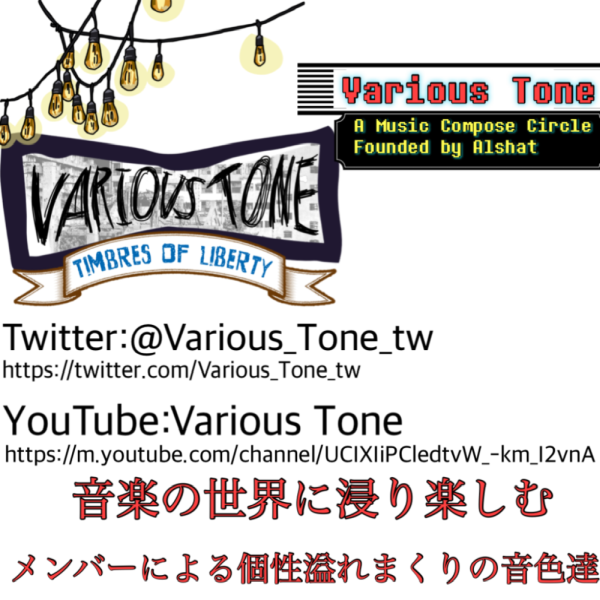 Various Tone
A Music Compose Circle
Founded by Alshat
VARIOUS TONE
TIMBRES OF LIBERTY
Twitter:@Various_Tone_tw
https://twitter.com/Various_Tone_tw
YouTube:Various Tone
https://m.youtube.com/channel/UCIXIiPCledtvW_-km_I2vnA
音楽の世界に浸り楽しむ
メンバーによる個性溢れまくりの音色達